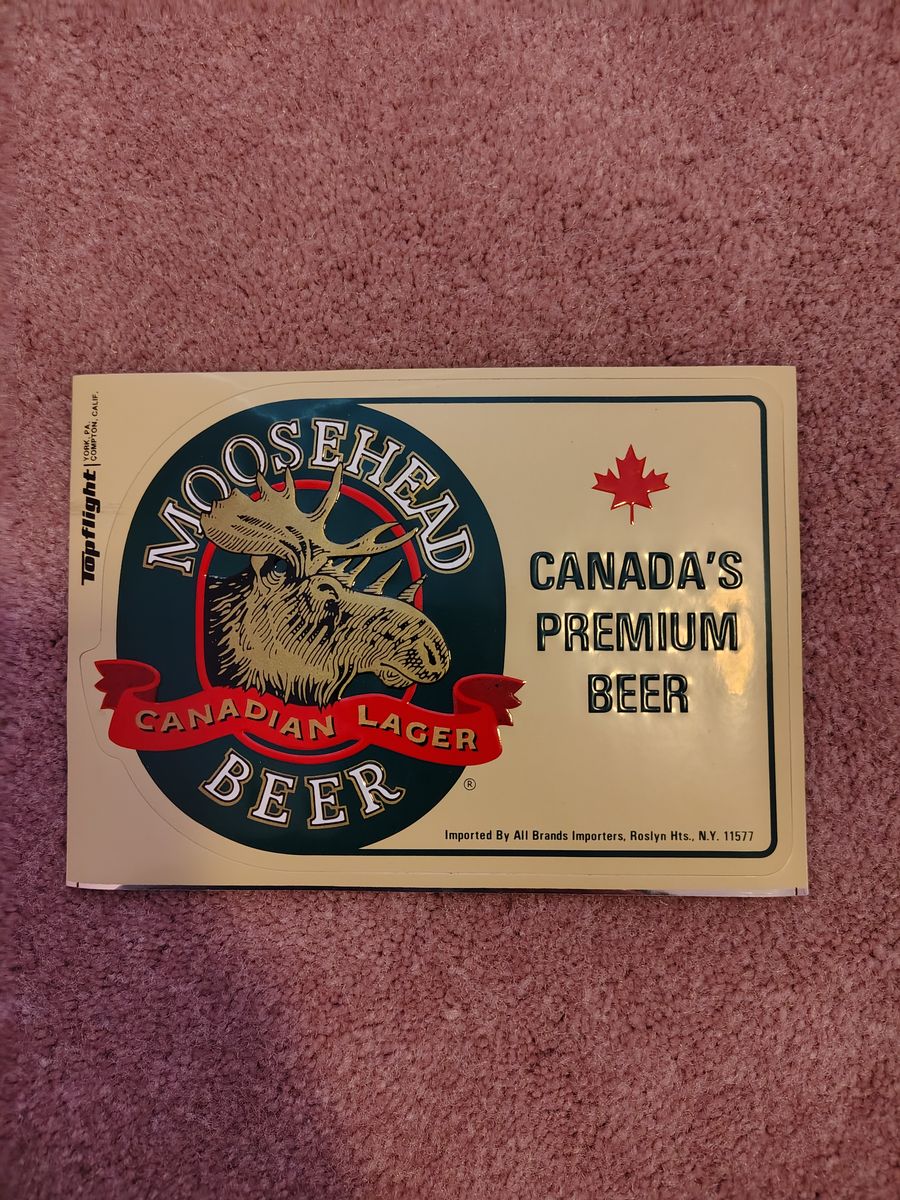 Topflight
YORK, PA.
COMPTON, CALIF.
MOOSEHEAD
CANADIAN LAGER
BEER
®
CANADA'S
PREMIUM
BEER
Imported By All Brands Importers, Roslyn Hts., N.Y. 11577